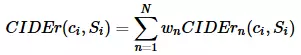 CIDEr(c_i, S_i) = \sum_{n=1}^{N} w_n CIDEr_n(c_i, S_i)